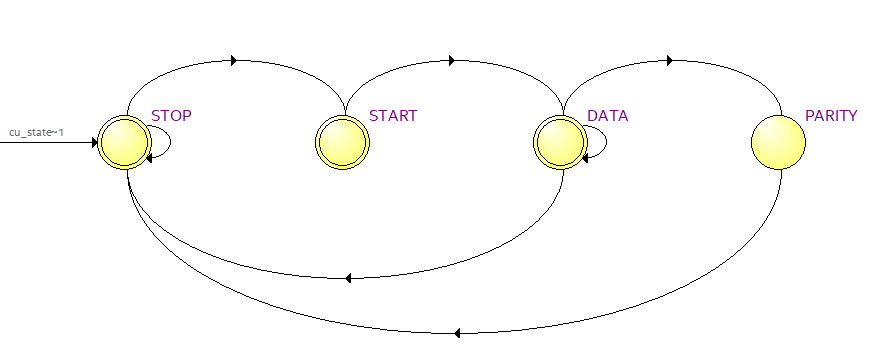 STOP
START
DATA
PARITY
cu_state~1